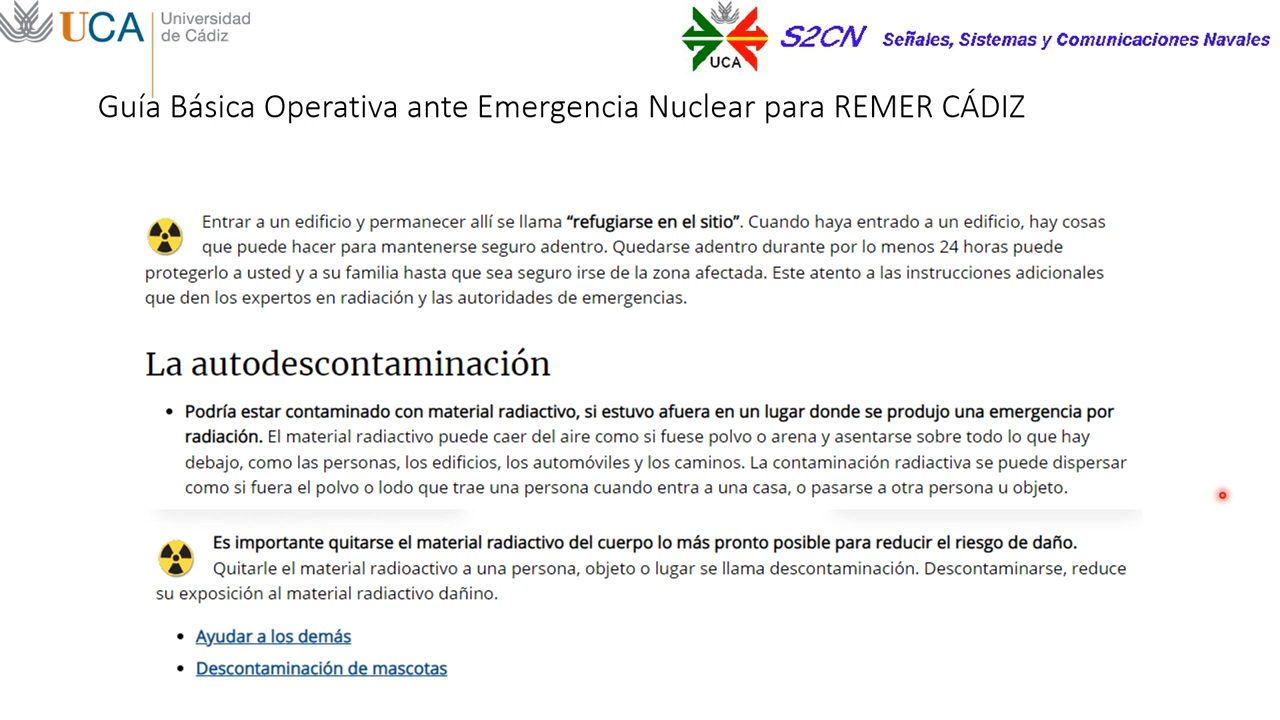 UCA Universidad
de Cádiz
UCA
S2CN Señales, Sistemas y Comunicaciones Navales
Guía Básica Operativa ante Emergencia Nuclear para REMER CÁDIZ
Entrar a un edificio y permanecer allí se llama “refugiarse en el sitio”. Cuando haya entrado a un edificio, hay cosas
que puede hacer para mantenerse seguro adentro. Quedarse adentro durante por lo menos 24 horas puede
protegerlo a usted y a su familia hasta que sea seguro irse de la zona afectada. Este atento a las instrucciones adicionales
que den los expertos en radiación y las autoridades de emergencias.
La autodescontaminación
• Podría estar contaminado con material radiactivo, si estuvo afuera en un lugar donde se produjo una emergencia por
radiación. El material radiactivo puede caer del aire como si fuese polvo o arena y asentarse sobre todo lo que hay
debajo, como las personas, los edificios, los automóviles y los caminos. La contaminación radiactiva se puede dispersar
como si fuera el polvo o lodo que trae una persona cuando entra a una casa, o pasarse a otra persona u objeto.
Es importante quitarse el material radiactivo del cuerpo lo más pronto posible para reducir el riesgo de daño.
Quitarle el material radioactivo a una persona, objeto o lugar se llama descontaminación. Descontaminarse, reduce
su exposición al material radiactivo dañino.
• Ayudar a los demás
• Descontaminación de mascotas